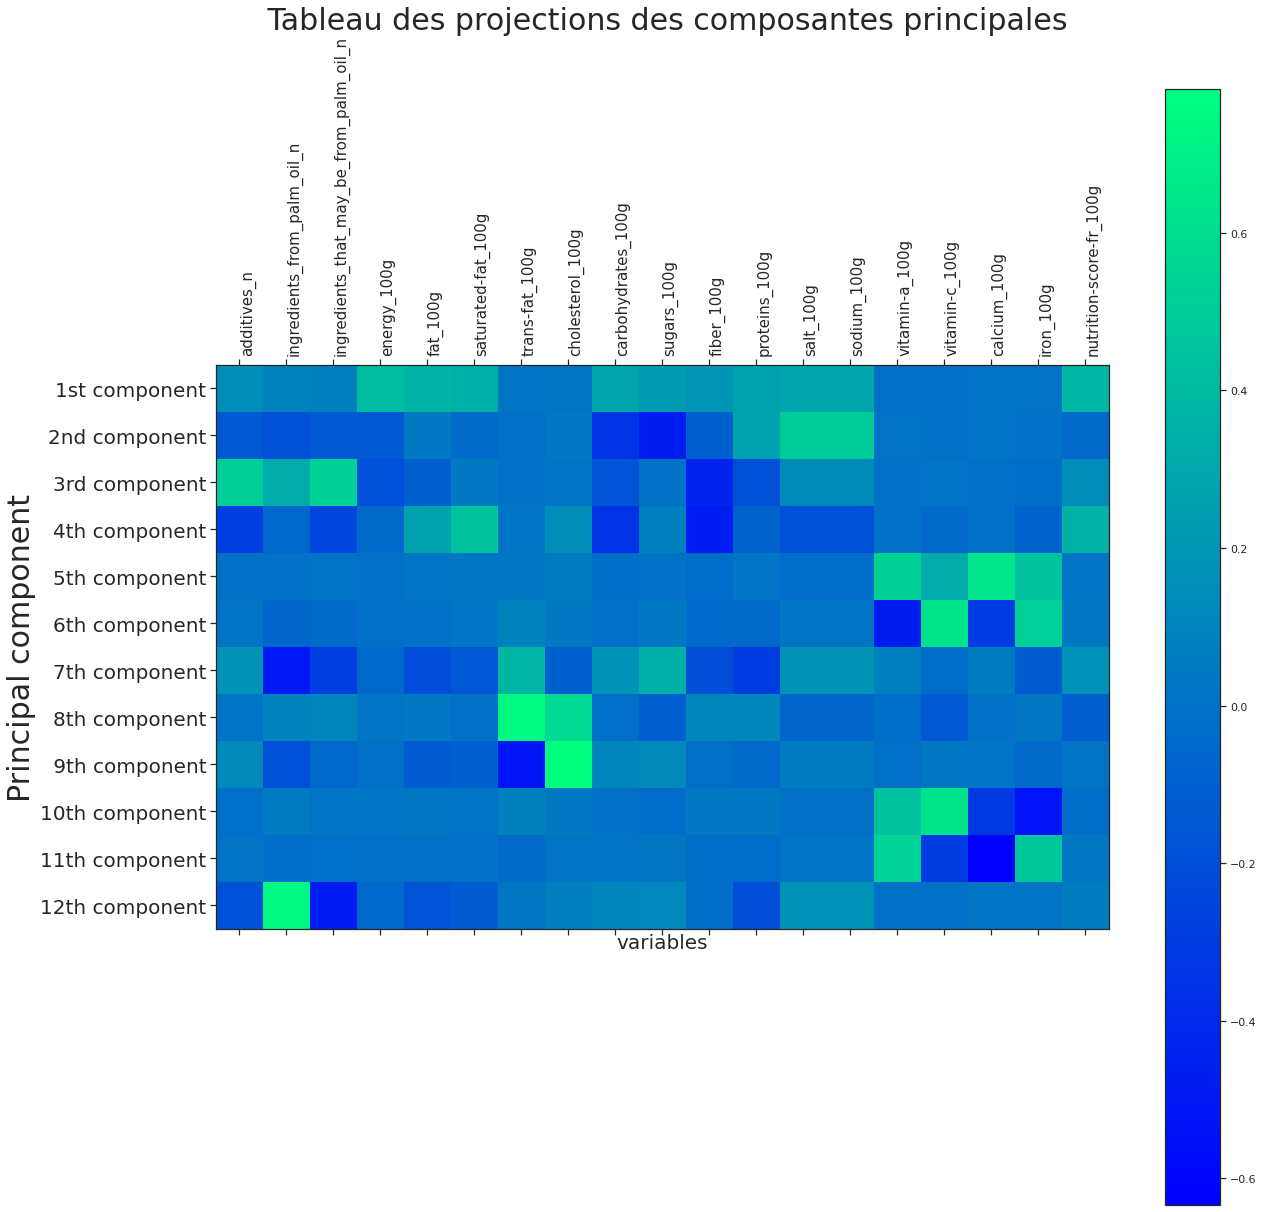 Tableau des projections des composantes principales
additives_n
ingredients_from_palm_oil_n
ingredients_that_may_be_from_palm_oil_n
energy_100g
fat_100g
saturated-fat_100g
trans-fat_100g
cholesterol_100g
carbohydrates_100g
sugars_100g
fiber_100g
proteins_100g
salt_100g
sodium_100g
vitamin-a_100g
vitamin-c_100g
calcium_100g
iron_100g
nutrition-score-fr_100g
Principal component
1st component
2nd component
3rd component
4th component
5th component
6th component
7th component
8th component
9th component
10th component
11th component
12th component
variables
0.6
0.4
0.2
0.0
−0.2
−0.4
−0.6